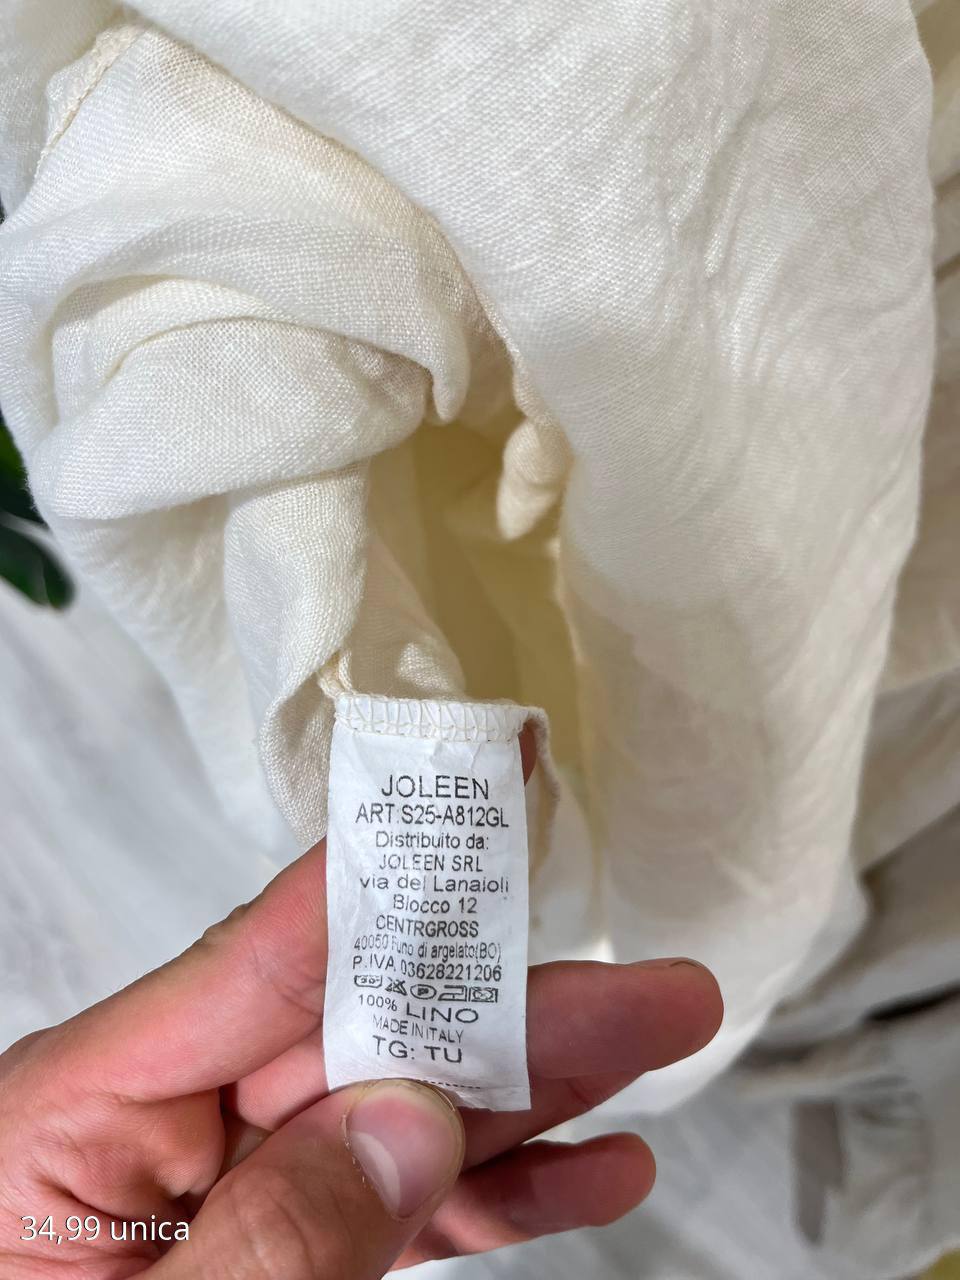 JOLEEN
ART:S25-A812GL
Distribuito da:
JOLEEN SRL
via dei Lanaioli
Blocco 12
CENTRGROSS
40050 Funo di argelato(BO)
P.IVA 03628221206
100% LINO
MADE IN ITALY
TG: TU
34,99 unica